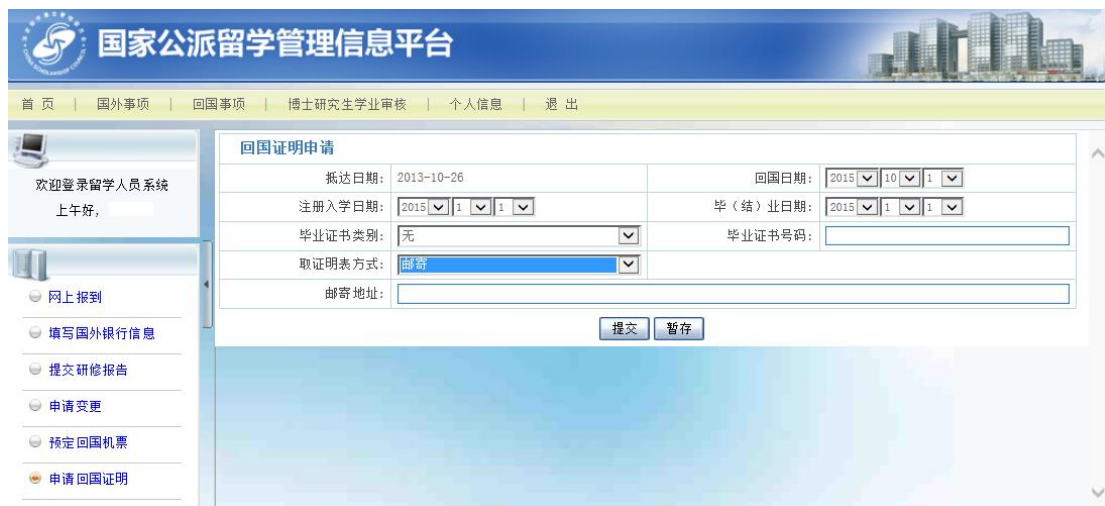 国家公派留学管理信息平台
首 页 | 国外事项 | 回国事项 | 博士研究生学业审核 | 个人信息 | 退 出
欢迎登录留学人员系统
上午好,
网上报到
填写国外银行信息
提交研修报告
申请变更
预定回国机票
申请回国证明
回国证明申请
抵达日期: 2013-10-26 回国日期: 2015 10 1
注册入学日期: 2015 1 1 毕（结）业日期: 2015 1 1
毕业证书类别: 无 毕业证书号码:
取证明表方式: 邮寄
邮寄地址:
提交 暂存